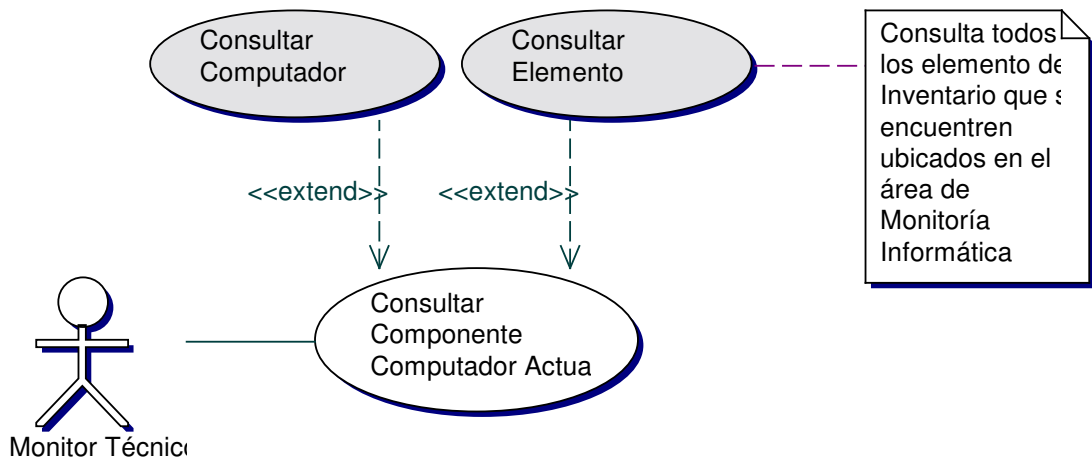 Consultar
Computador
Consultar
Elemento
Consulta todos
los elemento de
Inventario que s
encuentren
ubicados en el
área de
Monitoría
Informática
<<extend>>
<<extend>>
Consultar
Componente
Computador Actua
Monitor Técnico